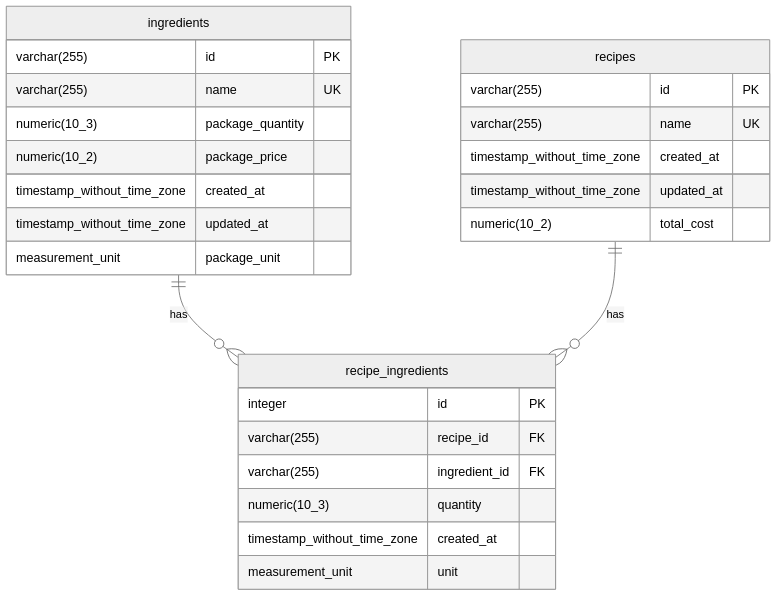 ingredients
varchar(255) id PK
varchar(255) name UK
numeric(10_3) package_quantity
numeric(10_2) package_price
timestamp_without_time_zone created_at
timestamp_without_time_zone updated_at
measurement_unit package_unit
recipes
varchar(255) id PK
varchar(255) name UK
timestamp_without_time_zone created_at
timestamp_without_time_zone updated_at
numeric(10_2) total_cost
has
has
recipe_ingredients
integer id PK
varchar(255) recipe_id FK
varchar(255) ingredient_id FK
numeric(10_3) quantity
timestamp_without_time_zone created_at
measurement_unit unit